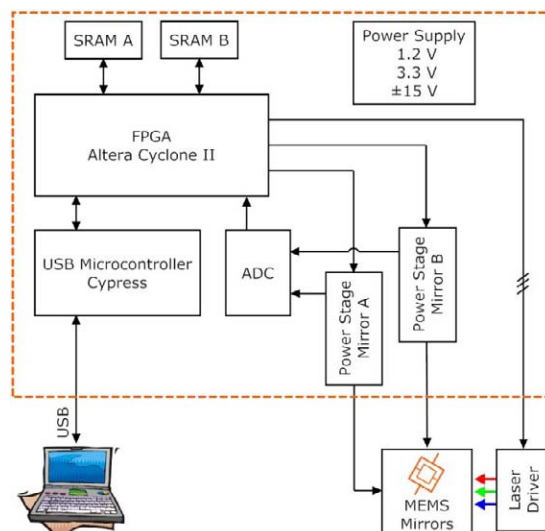 SRAM A
SRAM B
Power Supply
1.2 V
3.3 V
±15 V
FPGA
Altera Cyclone II
USB Microcontroller
Cypress
ADC
Power Stage
Mirror A
Power Stage
Mirror B
USB
MEMS
Mirrors
Laser
Driver